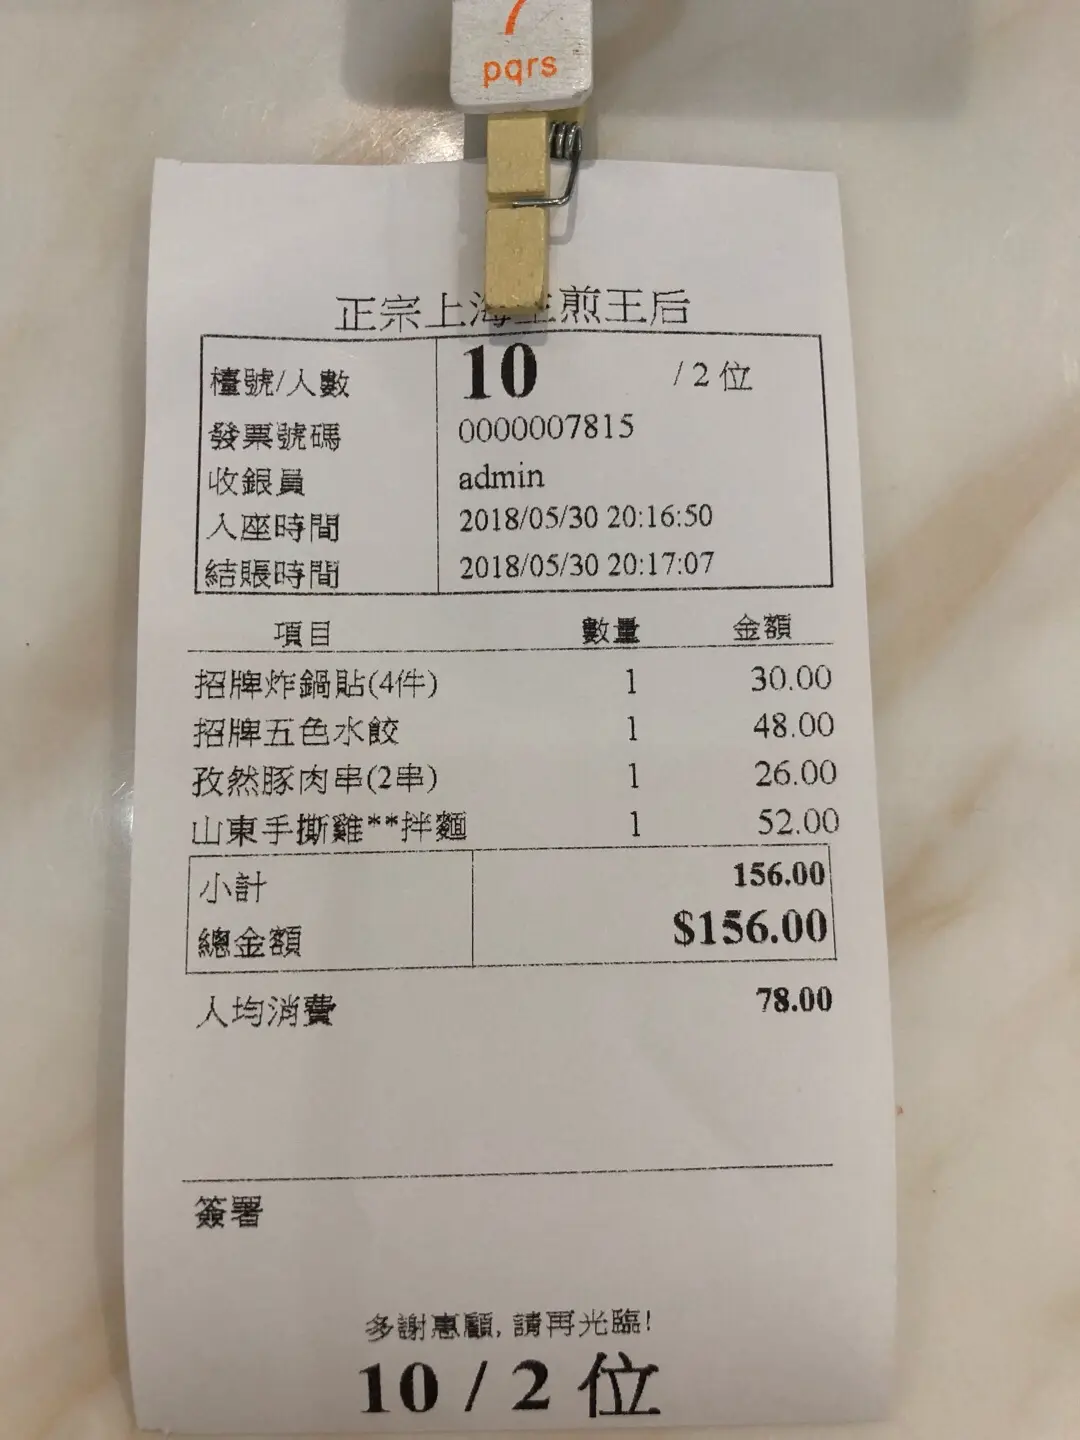 pqrs
正宗上海生煎王后
檯號/人數 10 /2位
發票號碼 0000007815
收銀員 admin
入座時間 2018/05/30 20:16:50
結賬時間 2018/05/30 20:17:07
項目 數量 金額
招牌炸鍋貼(4件) 1 30.00
招牌五色水餃 1 48.00
孜然豚肉串(2串) 1 26.00
山東手撕雞**拌麵 1 52.00
小計 156.00
總金額 $156.00
人均消費 78.00
簽署
多謝惠顧, 請再光臨!
10 / 2 位